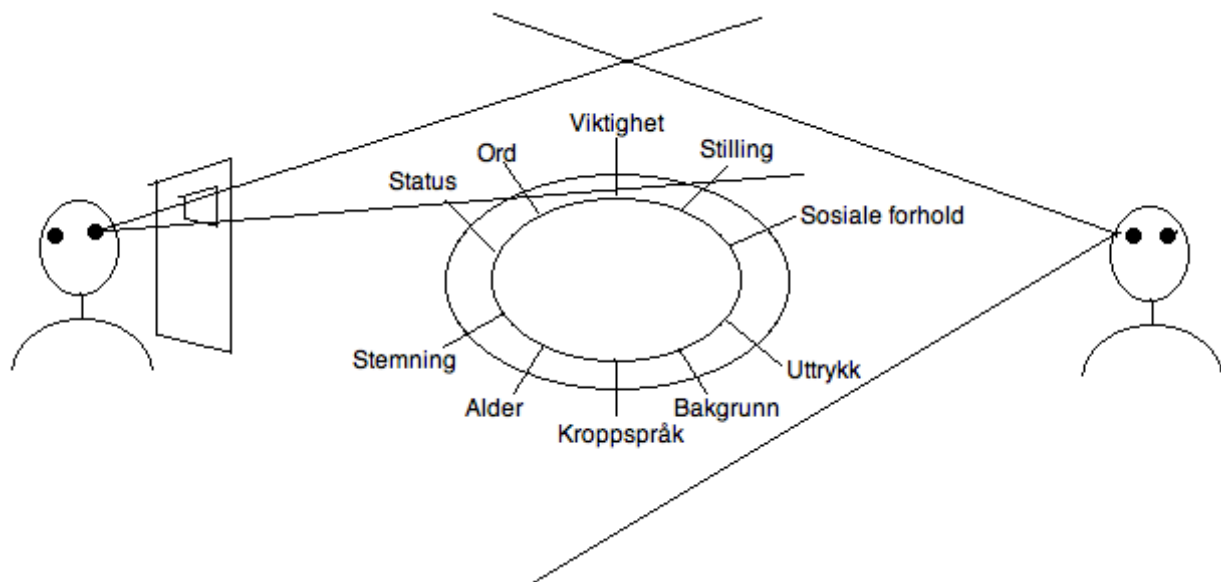 Viktighet
Ord
Stilling
Status
Sosiale forhold
Stemning
Uttrykk
Alder
Bakgrunn
Kroppspråk